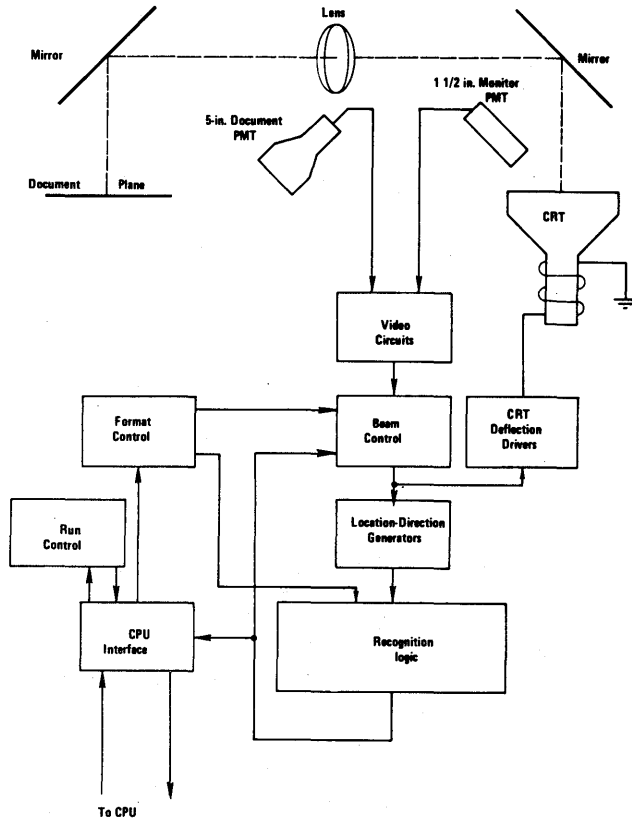 Lens
Mirror
Mirror
1 1/2 in. Monitor
PMT
5-in. Document
PMT
Document Plane
CRT
Video
Circuits
Format
Control
Beam
Control
CRT
Deflection
Drivers
Run
Control
Location-Direction
Generators
CPU
Interface
Recognition
logic
To CPU